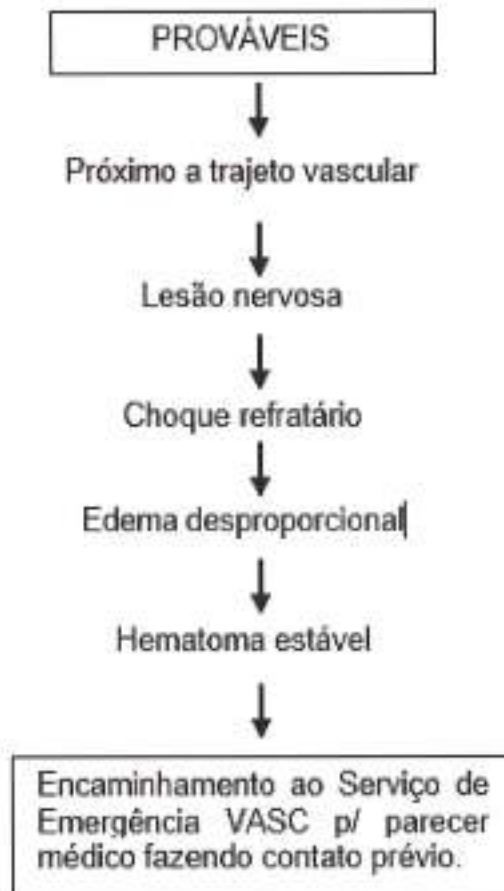 PROVÁVEIS
Próximo a trajeto vascular
Lesão nervosa
Choque refratário
Edema desproporcional
Hematoma estável
Encaminhamento ao Serviço de
Emergência VASC p/ parecer
médico fazendo contato prévio.